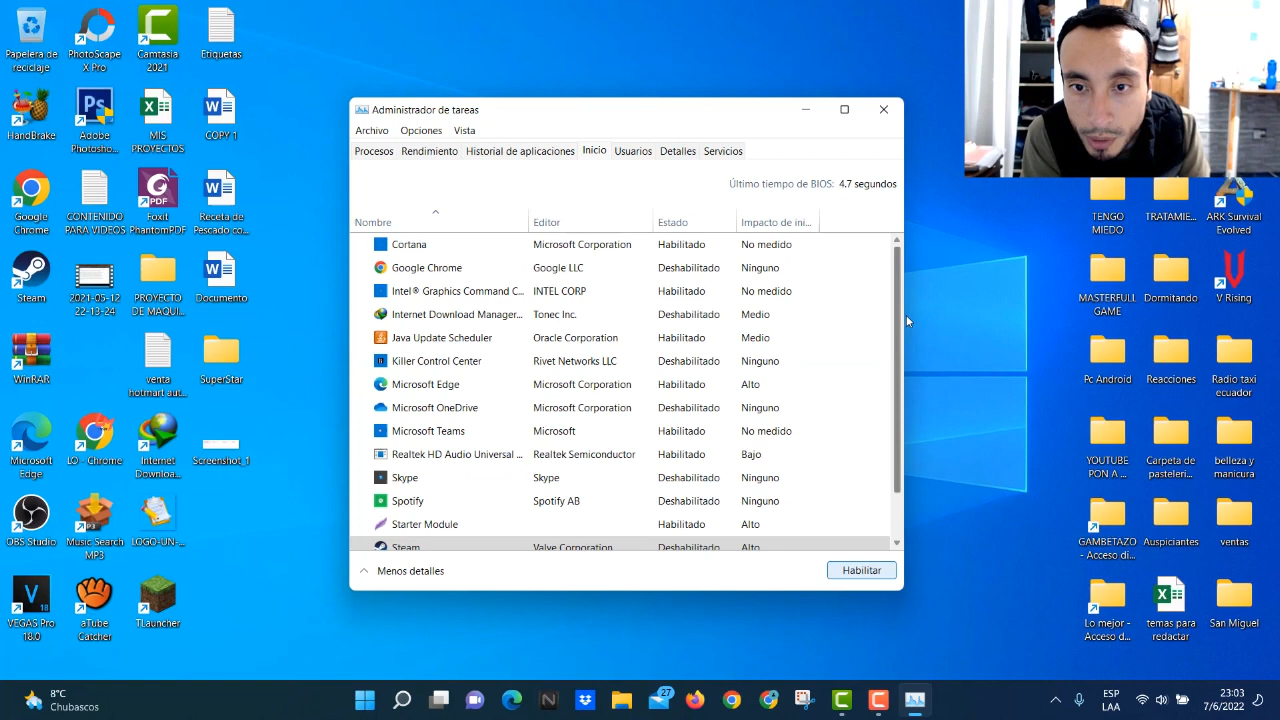 Papelera de
reciclaje
PhotoScape
X Pro
Camtasia
2021
Etiquetas
HandBrake
Adobe
Photosho...
MIS
PROYECTOS
COPY 1
Google
Chrome
CONTENIDO
PARA VIDEOS
Foxit
PhantomPDF
Receta de
Pescado co...
Steam
2021-05-12
22-13-24
PROYECTO
DE MAQUI...
Documento
WinRAR
venta
hotmart aut...
SuperStar
Microsoft
Edge
LO - Chrome
Internet
Downloa...
Screenshot_1
OBS Studio
Music Search
MP3
LOGO-UN-...
VEGAS Pro
18.0
aTube
Catcher
TLauncher
Administrador de tareas
Archivo Opciones Vista
Procesos Rendimiento Historial de aplicaciones Inicio Usuarios Detalles Servicios
Último tiempo de BIOS: 4.7 segundos
Nombre Editor Estado Impacto de ini...
Cortana Microsoft Corporation Habilitado No medido
Google Chrome Google LLC Deshabilitado Ninguno
Intel® Graphics Command C... INTEL CORP Habilitado No medido
Internet Download Manager... Tonec Inc. Deshabilitado Medio
Java Update Scheduler Oracle Corporation Habilitado Medio
Killer Control Center Rivet Networks LLC Deshabilitado Ninguno
Microsoft Edge Microsoft Corporation Habilitado Alto
Microsoft OneDrive Microsoft Corporation Deshabilitado Ninguno
Microsoft Teams Microsoft Habilitado No medido
Realtek HD Audio Universal ... Realtek Semiconductor Habilitado Bajo
Skype Skype Deshabilitado Ninguno
Spotify Spotify AB Deshabilitado Ninguno
Starter Module Habilitado Alto
Steam Valve Corporation Deshabilitado Alto
Menos detalles
Habilitar
TENGO
MIEDO
TRATAMIE...
ARK Survival
Evolved
MASTERFULL
GAME
Dormitando
V Rising
Pc Android
Reacciones
Radio taxi
ecuador
YOUTUBE
PON A ...
Carpeta de
pasteleri...
belleza y
manicura
GAMBETAZO
- Acceso di...
Auspiciantes
ventas
Lo mejor -
Acceso d...
temas para
redactar
San Miguel
8°C
Chubascos
27
ESP
LAA
23:03
7/6/2022